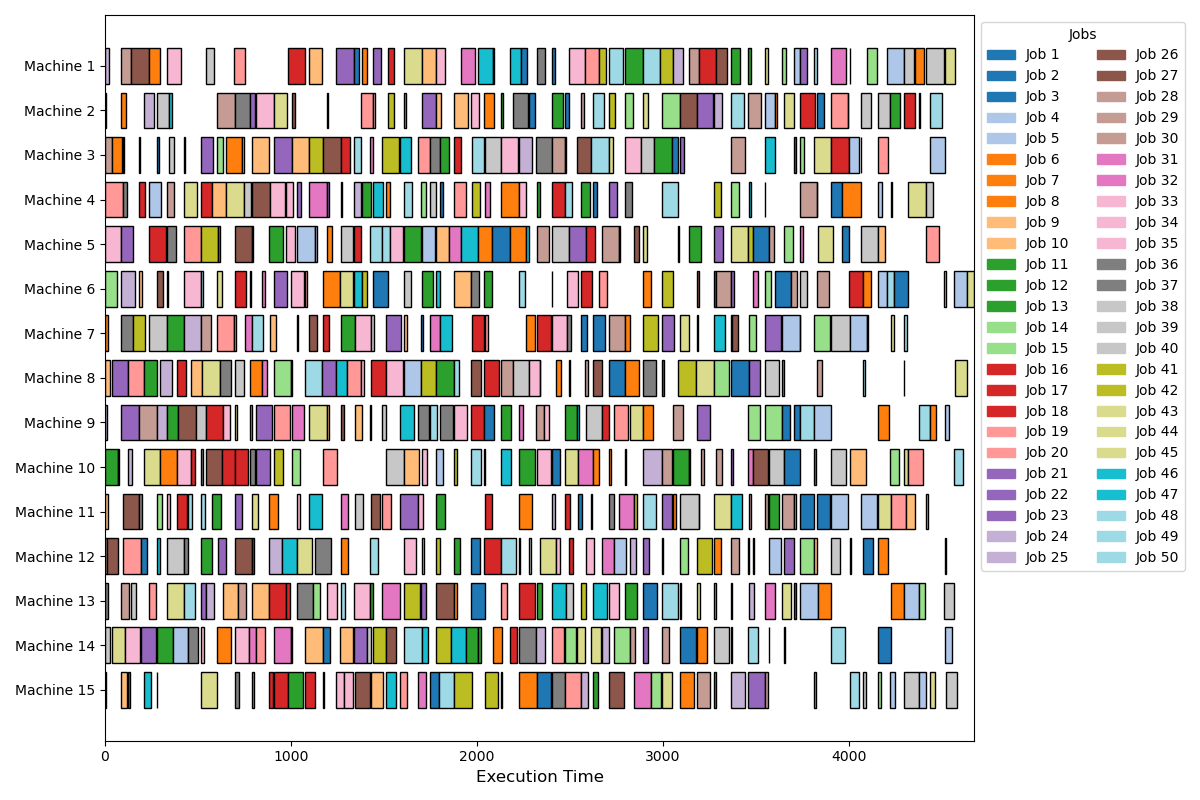 Machine 1
Machine 2
Machine 3
Machine 4
Machine 5
Machine 6
Machine 7
Machine 8
Machine 9
Machine 10
Machine 11
Machine 12
Machine 13
Machine 14
Machine 15
0 1000 2000 3000 4000
Execution Time
Jobs
Job 1
Job 2
Job 3
Job 4
Job 5
Job 6
Job 7
Job 8
Job 9
Job 10
Job 11
Job 12
Job 13
Job 14
Job 15
Job 16
Job 17
Job 18
Job 19
Job 20
Job 21
Job 22
Job 23
Job 24
Job 25
Job 26
Job 27
Job 28
Job 29
Job 30
Job 31
Job 32
Job 33
Job 34
Job 35
Job 36
Job 37
Job 38
Job 39
Job 40
Job 41
Job 42
Job 43
Job 44
Job 45
Job 46
Job 47
Job 48
Job 49
Job 50